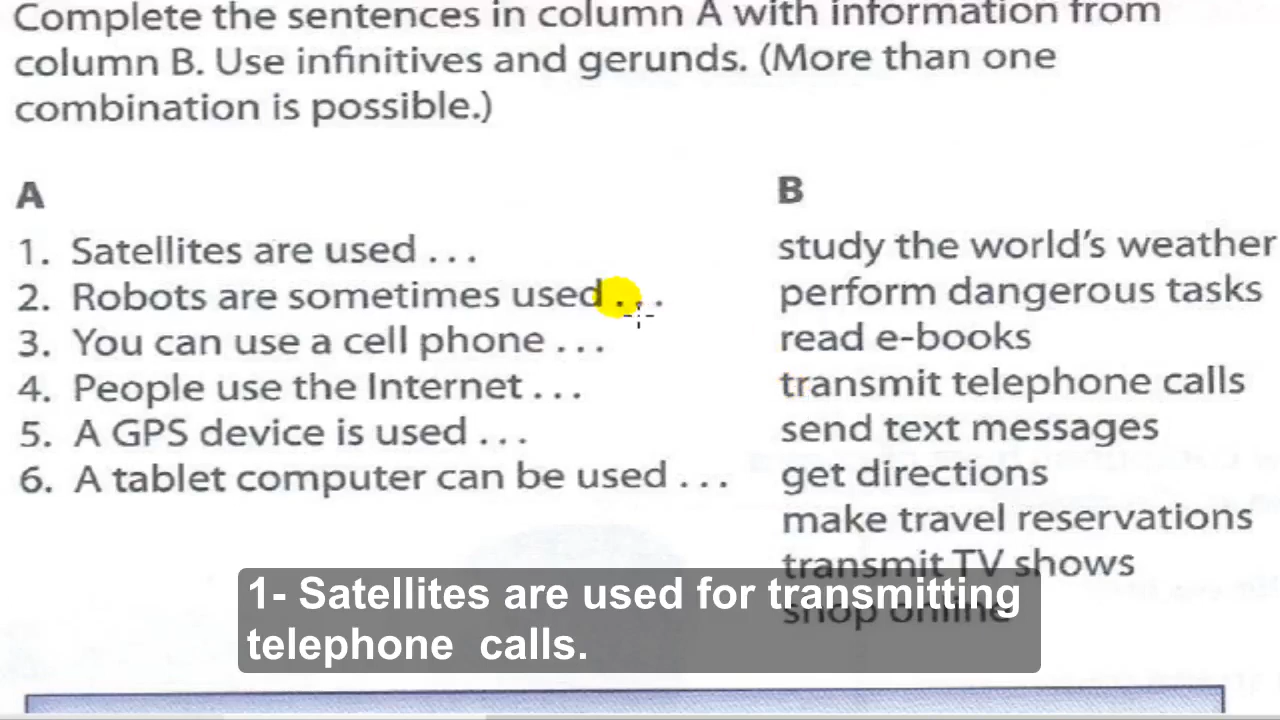 Complete the sentences in column A with information from
column B. Use infinitives and gerunds. (More than one
combination is possible.)
A
1. Satellites are used . . .
2. Robots are sometimes used . . .
3. You can use a cell phone . . .
4. People use the Internet . . .
5. A GPS device is used . . .
6. A tablet computer can be used . . .
B
study the world's weather
perform dangerous tasks
read e-books
transmit telephone calls
send text messages
get directions
make travel reservations
transmit TV shows
shop online
1- Satellites are used for transmitting
telephone calls.